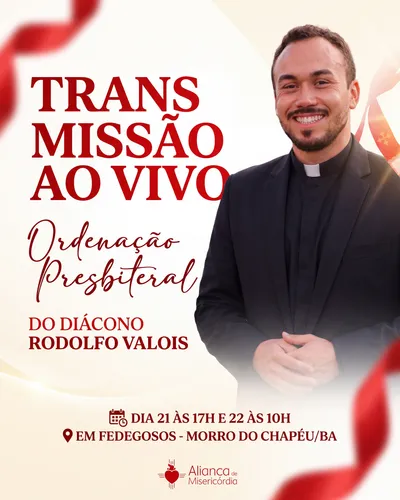 TRANS
MISSÃO
AO VIVO
Ordenação
Presbiteral
DO DIÁCONO
RODOLFO VALOIS
DIA 21 ÀS 17H E 22 ÀS 10H
EM FEDEGOSOS - MORRO DO CHAPÉU/BA
Aliança de
Misericórdia